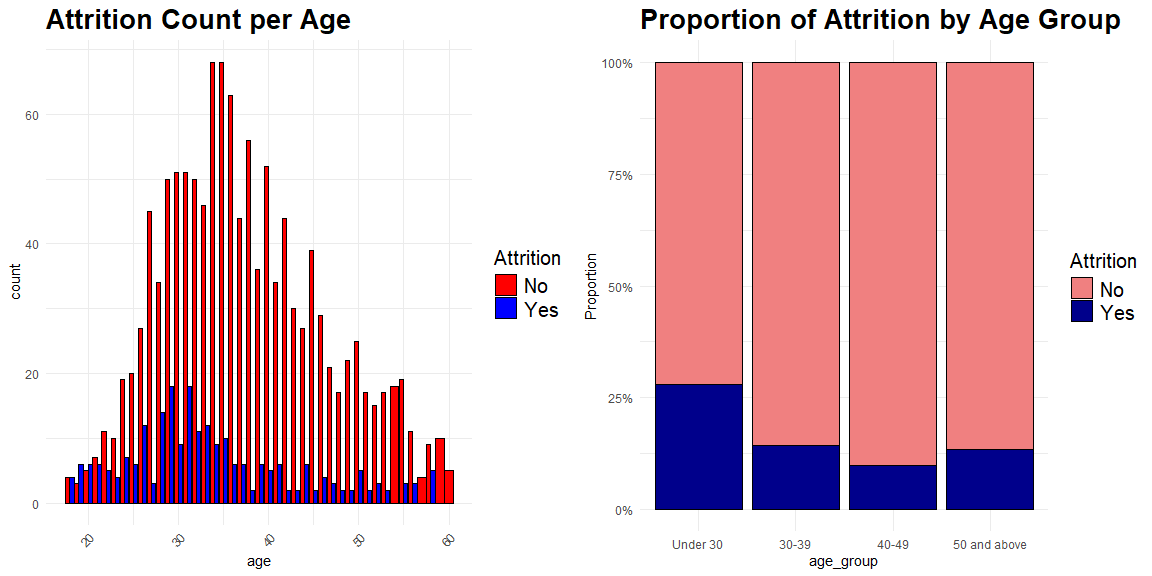 Attrition Count per Age
60
40
20
0
count
20
30
40
50
60
age
Attrition
No
Yes
Proportion of Attrition by Age Group
100%
75%
50%
25%
0%
Proportion
Under 30
30-39
40-49
50 and above
age_group
Attrition
No
Yes